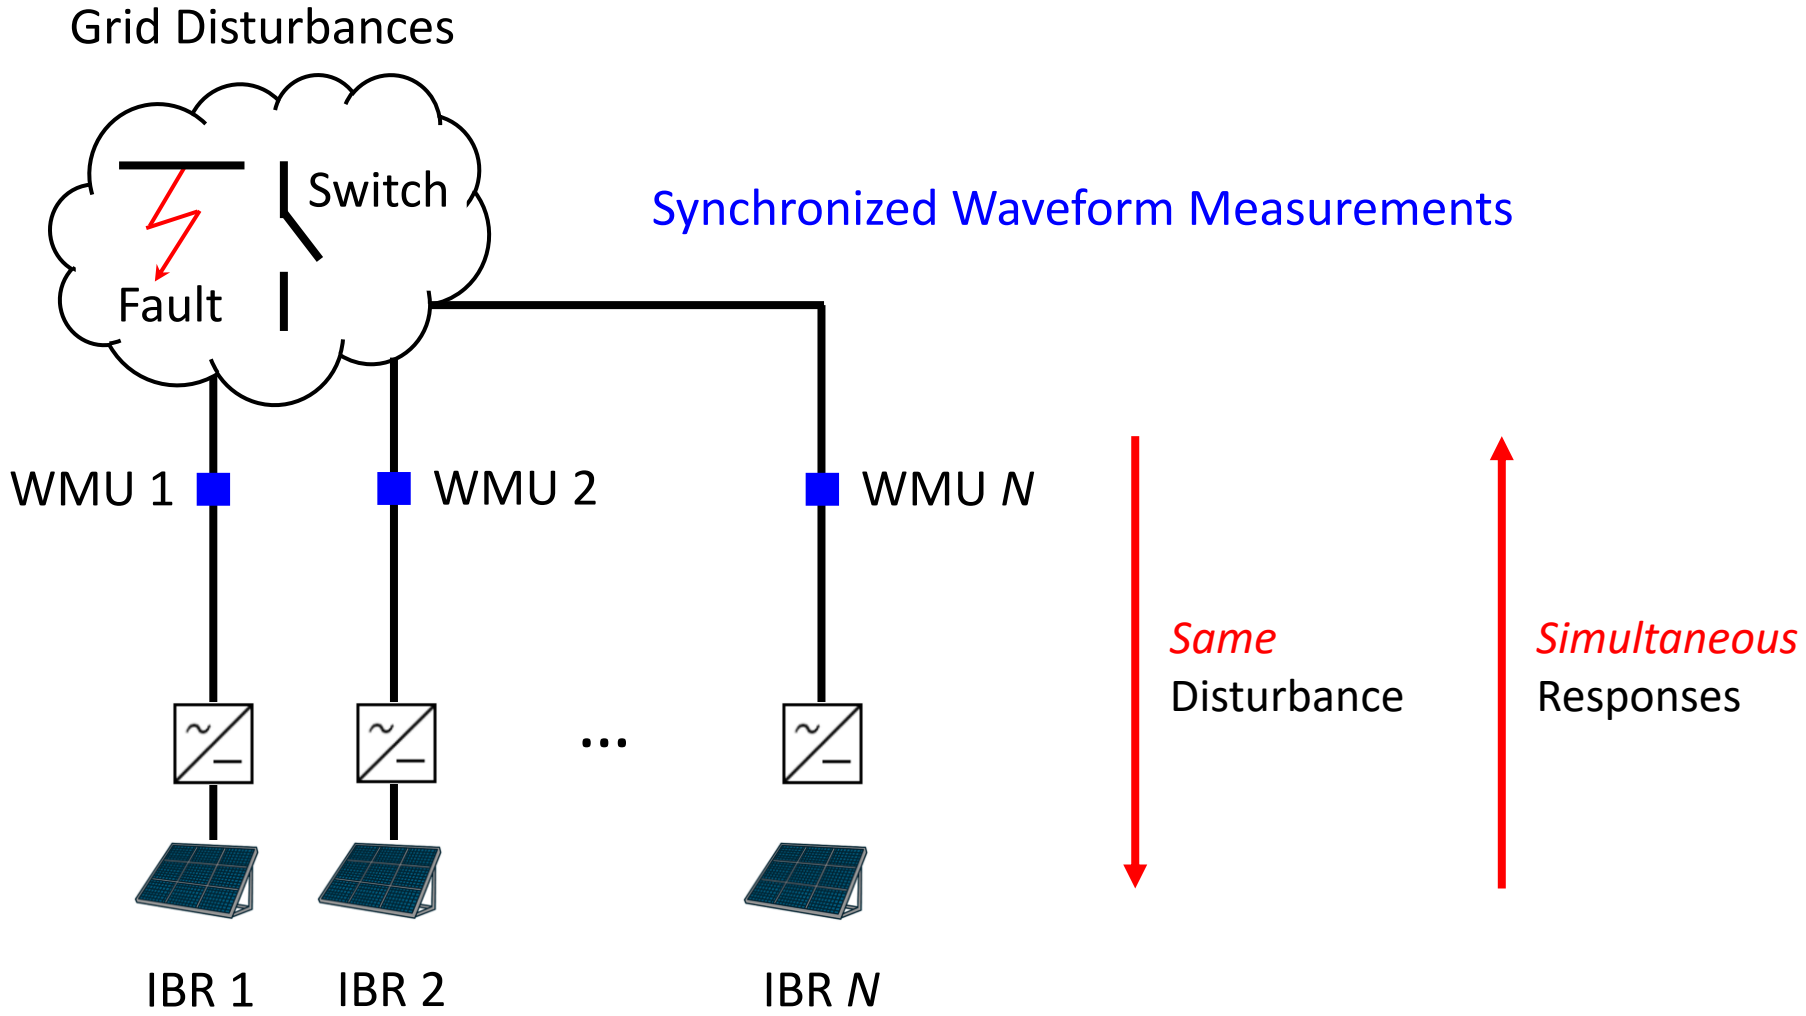 Grid Disturbances
Switch
Fault
Synchronized Waveform Measurements
WMU 1
WMU 2
WMU N
Same
Disturbance
Simultaneous
Responses
...
IBR 1
IBR 2
IBR N